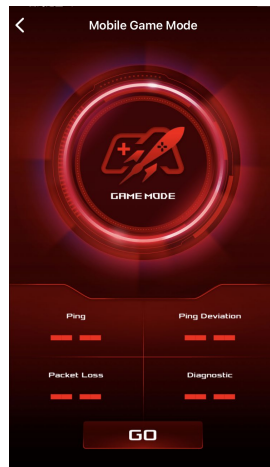 Mobile Game Mode
GAME MODE
Ping
Ping Deviation
-- --
-- --
Packet Loss
Diagnostic
-- --
-- --
GO